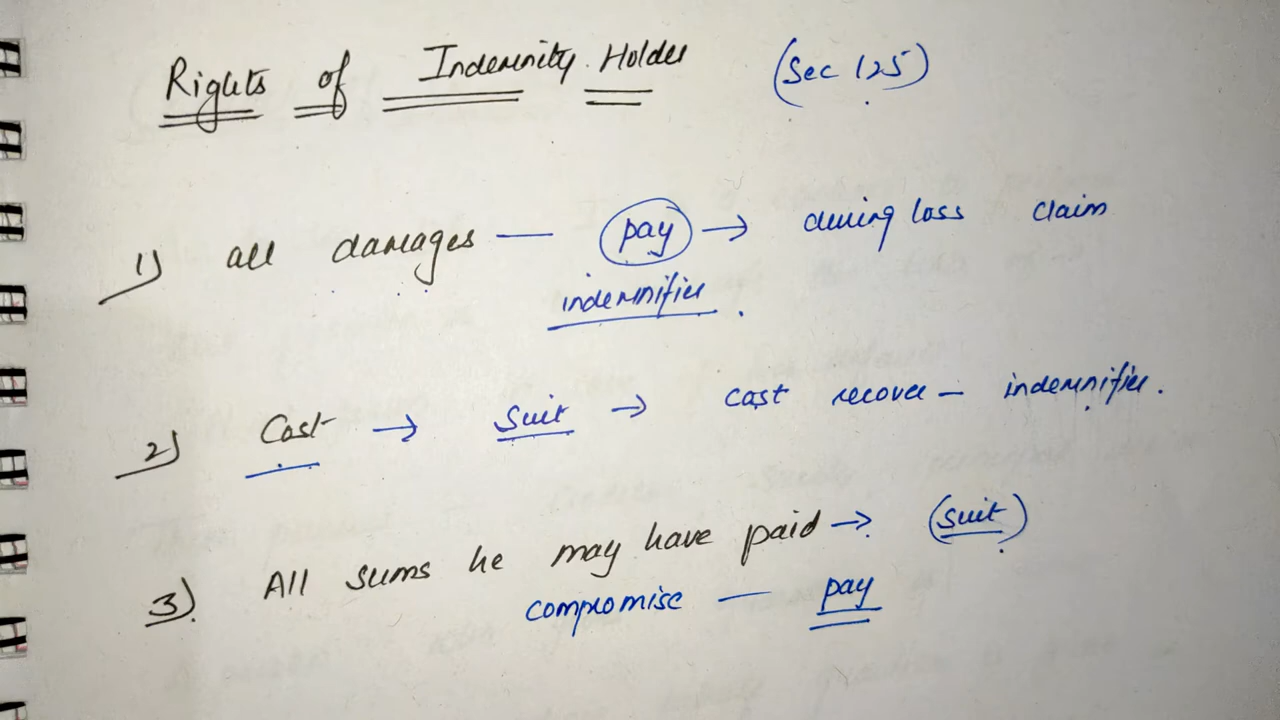 Rights of Indemnity Holder (Sec 125)
1) all damages — pay → during loss claim
indemnifier.
2) Cost → suit → cost recover — indemnifier.
3) All sums he may have paid → (suit)
compromise — pay